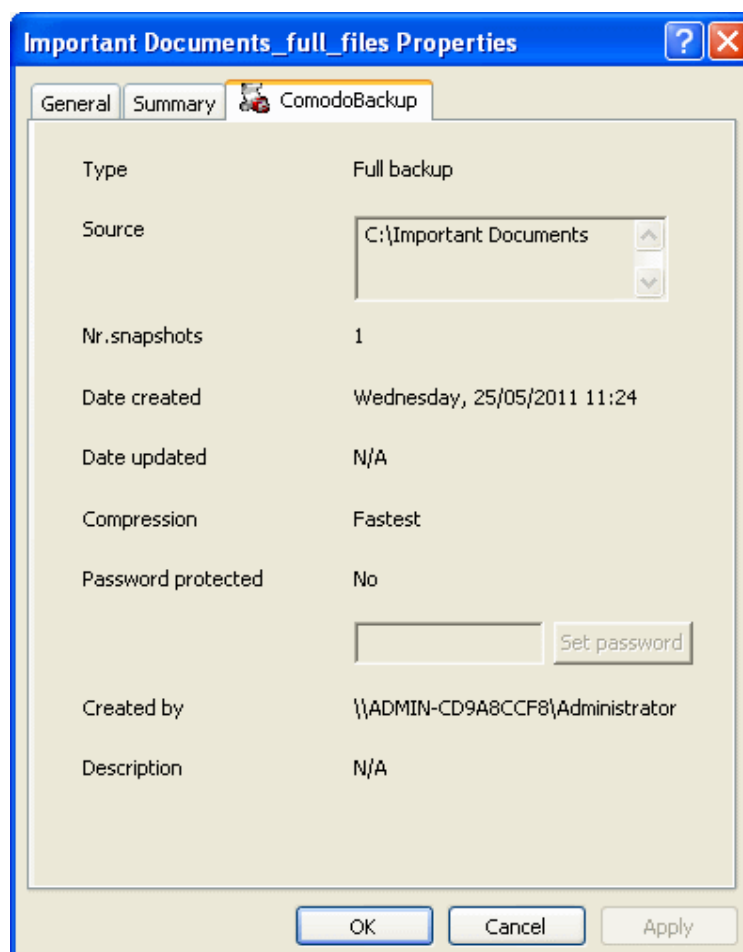 Important Documents_full_files Properties
General Summary ComodoBackup
Type Full backup
Source C:\Important Documents
Nr.snapshots 1
Date created Wednesday, 25/05/2011 11:24
Date updated N/A
Compression Fastest
Password protected No
Set password
Created by \\ADMIN-CD9A8CCF8\Administrator
Description N/A
OK Cancel Apply